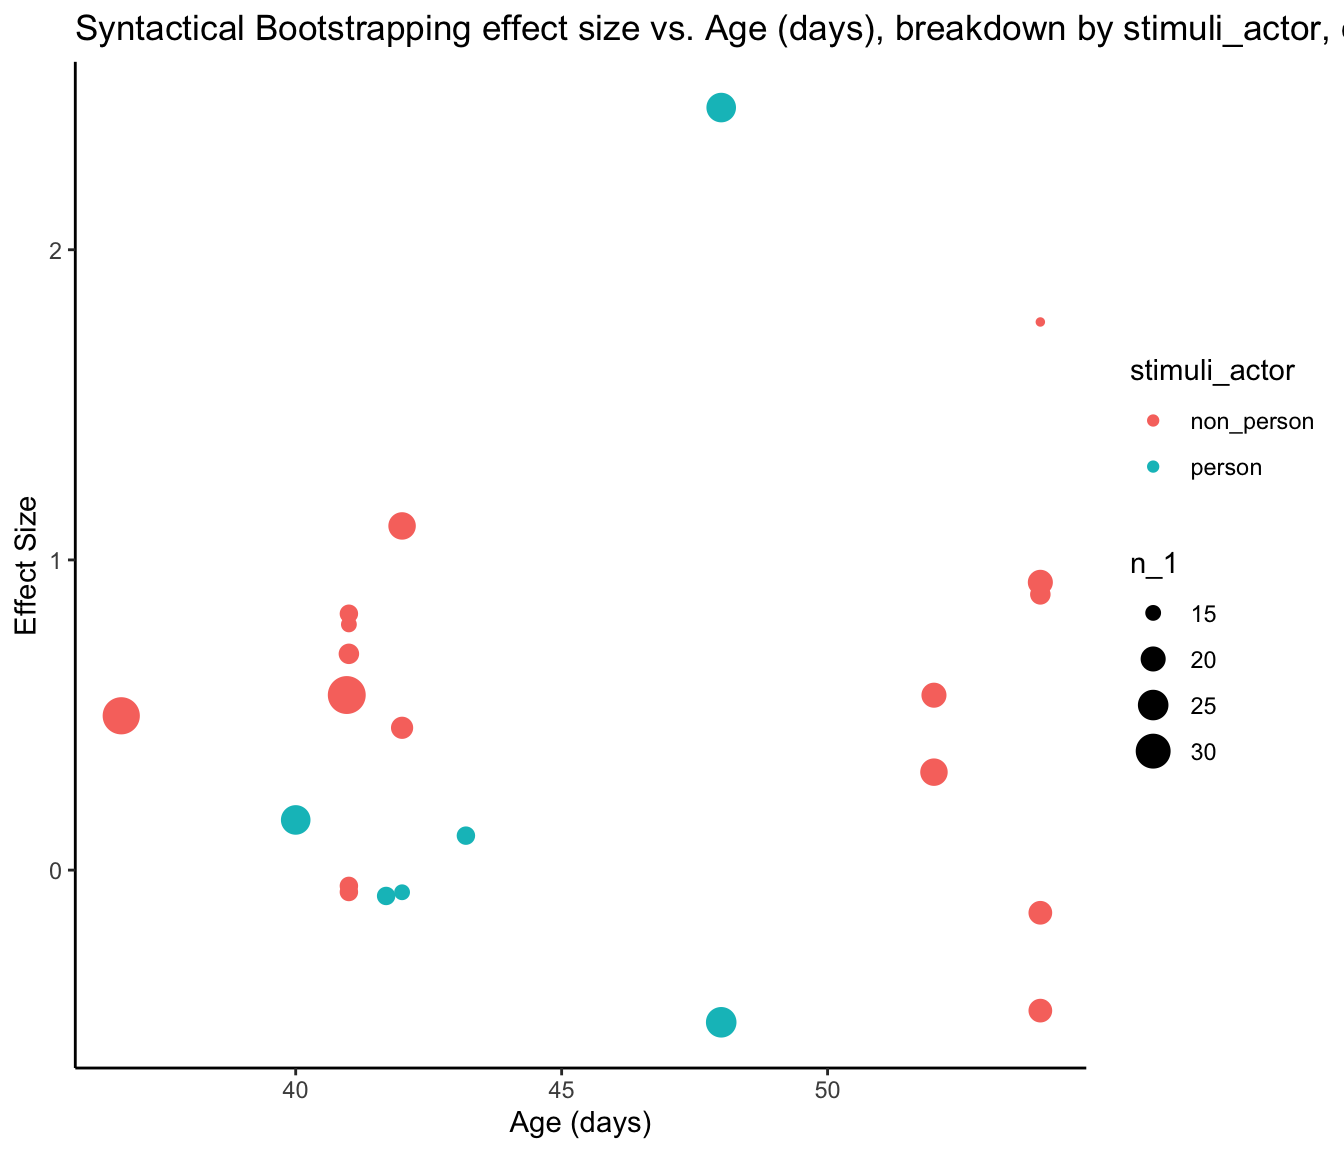 Syntactical Bootstrapping effect size vs. Age (days), breakdown by stimuli_actor,
2
1
0
Effect Size
40 45 50
Age (days)
stimuli_actor
non_person
person
n_1
15
20
25
30